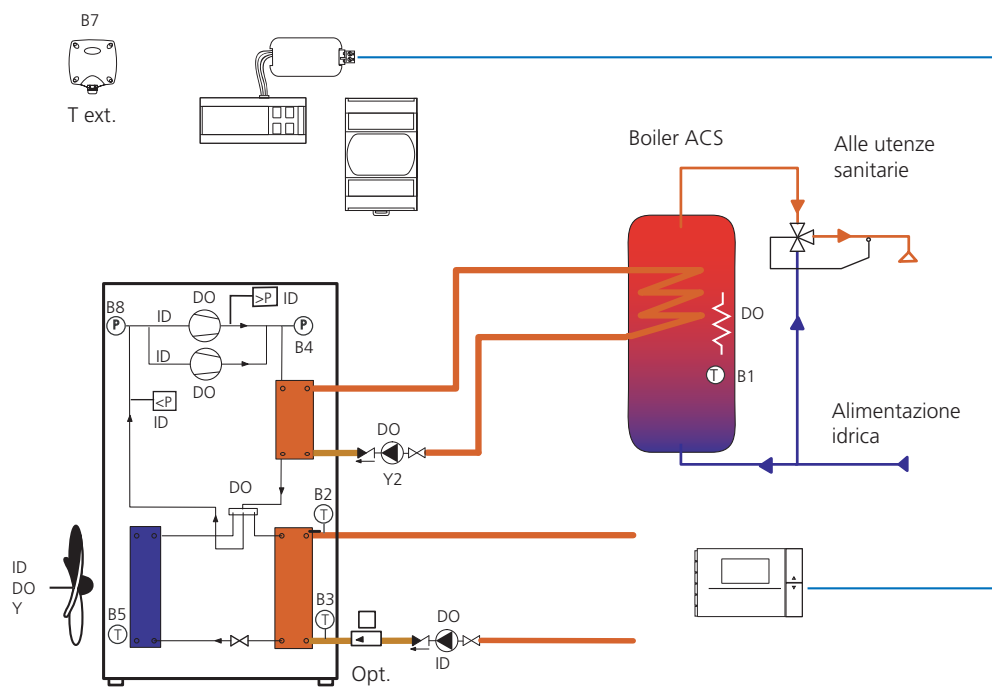 B7
T ext.
Boiler ACS
Alle utenze
sanitarie
DO
>P ID
B8
P
ID
P
B4
ID
DO
<P
ID
DO
T B1
Alimentazione
idrica
DO
Y2
DO
B2
T
ID
DO
Y
B5
T
B3
T
DO
ID
Opt.